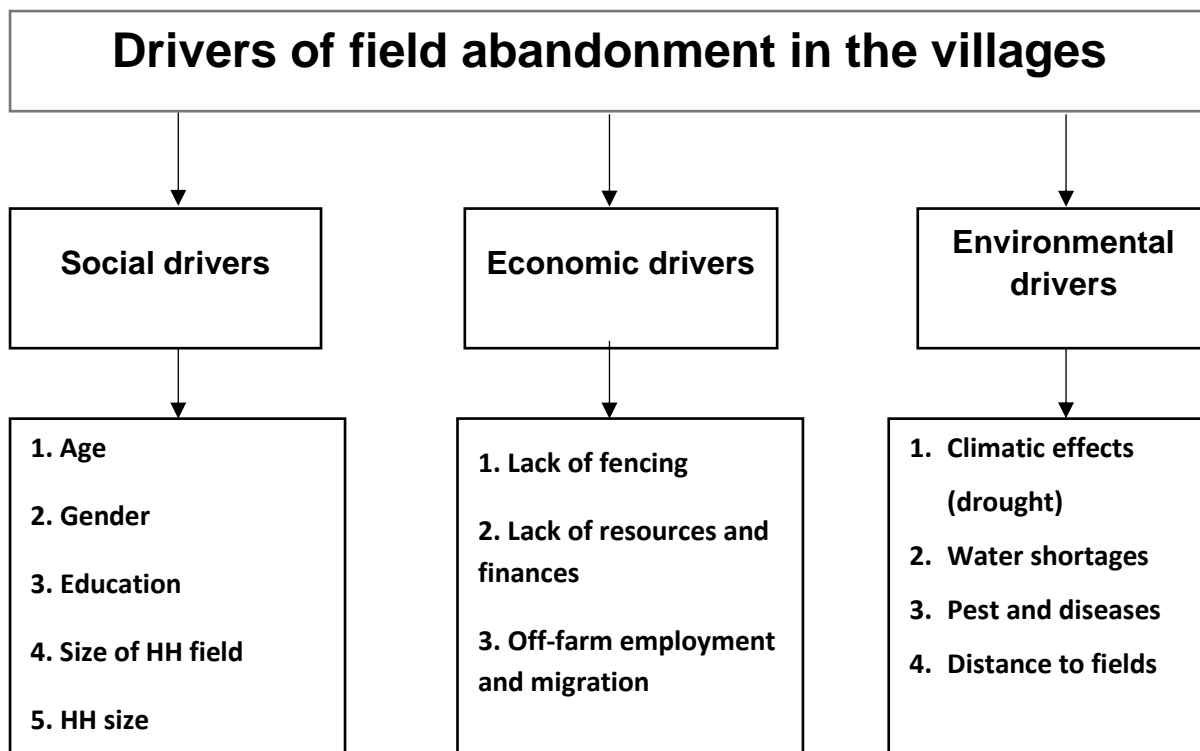 Drivers of field abandonment in the villages
Social drivers
Economic drivers
Environmental
drivers
1. Age
2. Gender
3. Education
4. Size of HH field
5. HH size
1. Lack of fencing
2. Lack of resources and
finances
3. Off-farm employment
and migration
1. Climatic effects
(drought)
2. Water shortages
3. Pest and diseases
4. Distance to fields